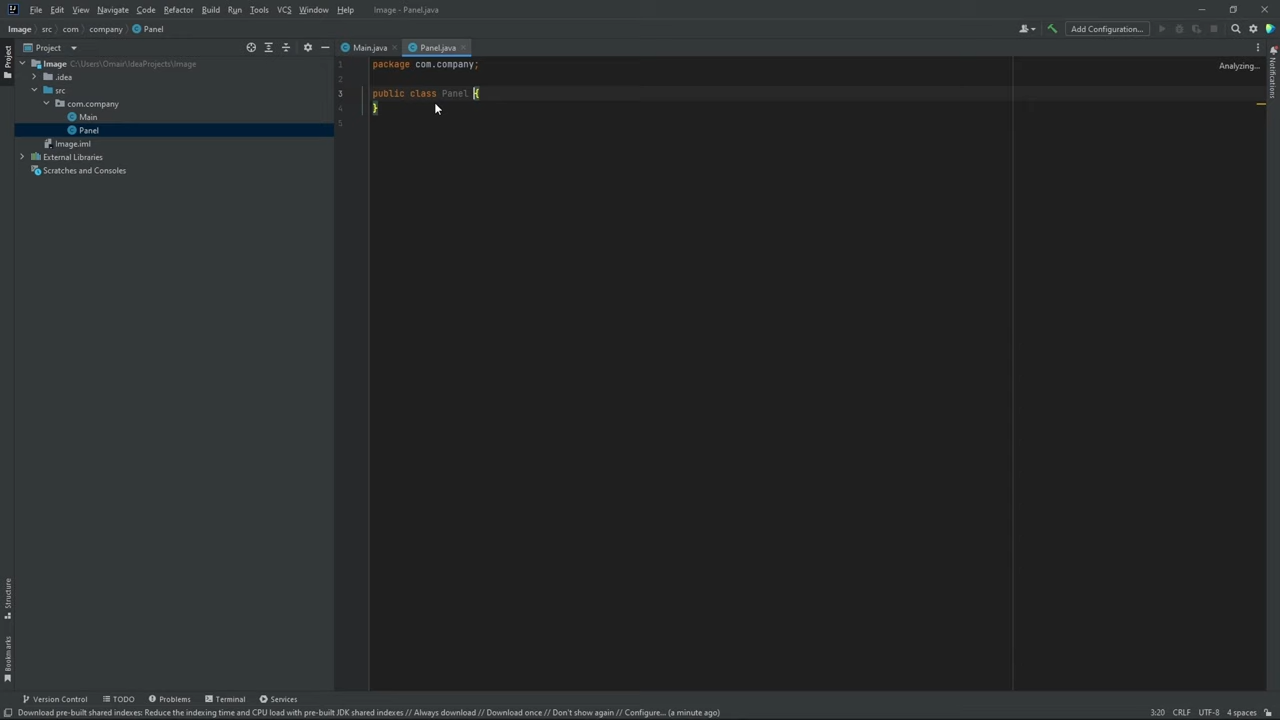 File Edit View Navigate Code Refactor Build Run Tools VCS Window Help Image - Panel.java
Image src com company Panel Add Configuration...
Project Main.java Panel.java
Project
Image C:\Users\Omair\IdeaProjects\Image
.idea
src
com.company
Main
Panel
Image.iml
External Libraries
Scratches and Consoles
1 package com.company;
2
3 public class Panel {
4 }
5
Analyzing...
Notifications
Structure
Bookmarks
Version Control TODO Problems Terminal Services
Download pre-built shared indexes: Reduce the indexing time and CPU load with pre-built JDK shared indexes // Always download // Download once // Don't show again // Configure... (a minute ago) 3:20 CRLF UTF-8 4 spaces